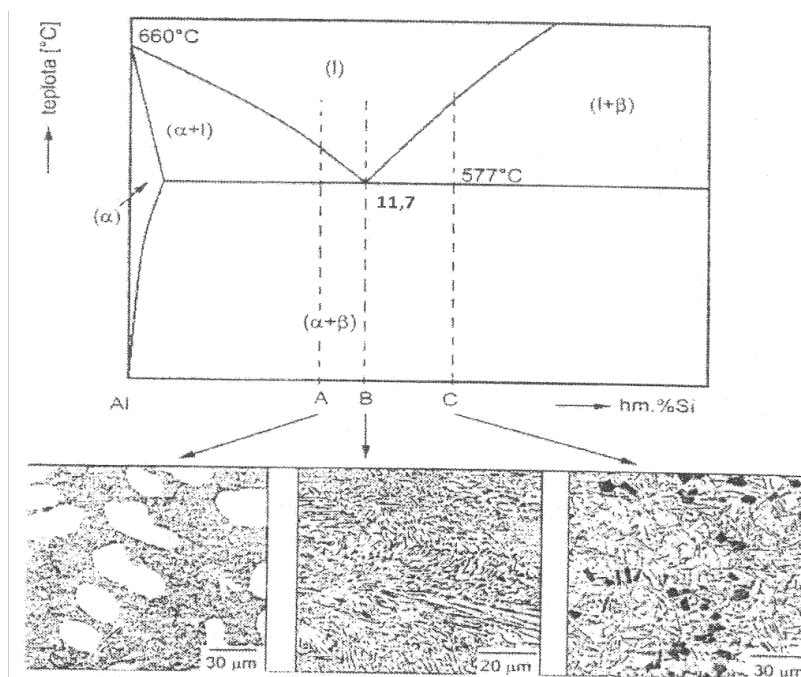 teplota [°C]
660°C
(l)
(α+l)
(l+β)
577°C
(α)
11,7
(α+β)
Al
A
B
C
hm.%Si
30 μm
20 μm
30 μm